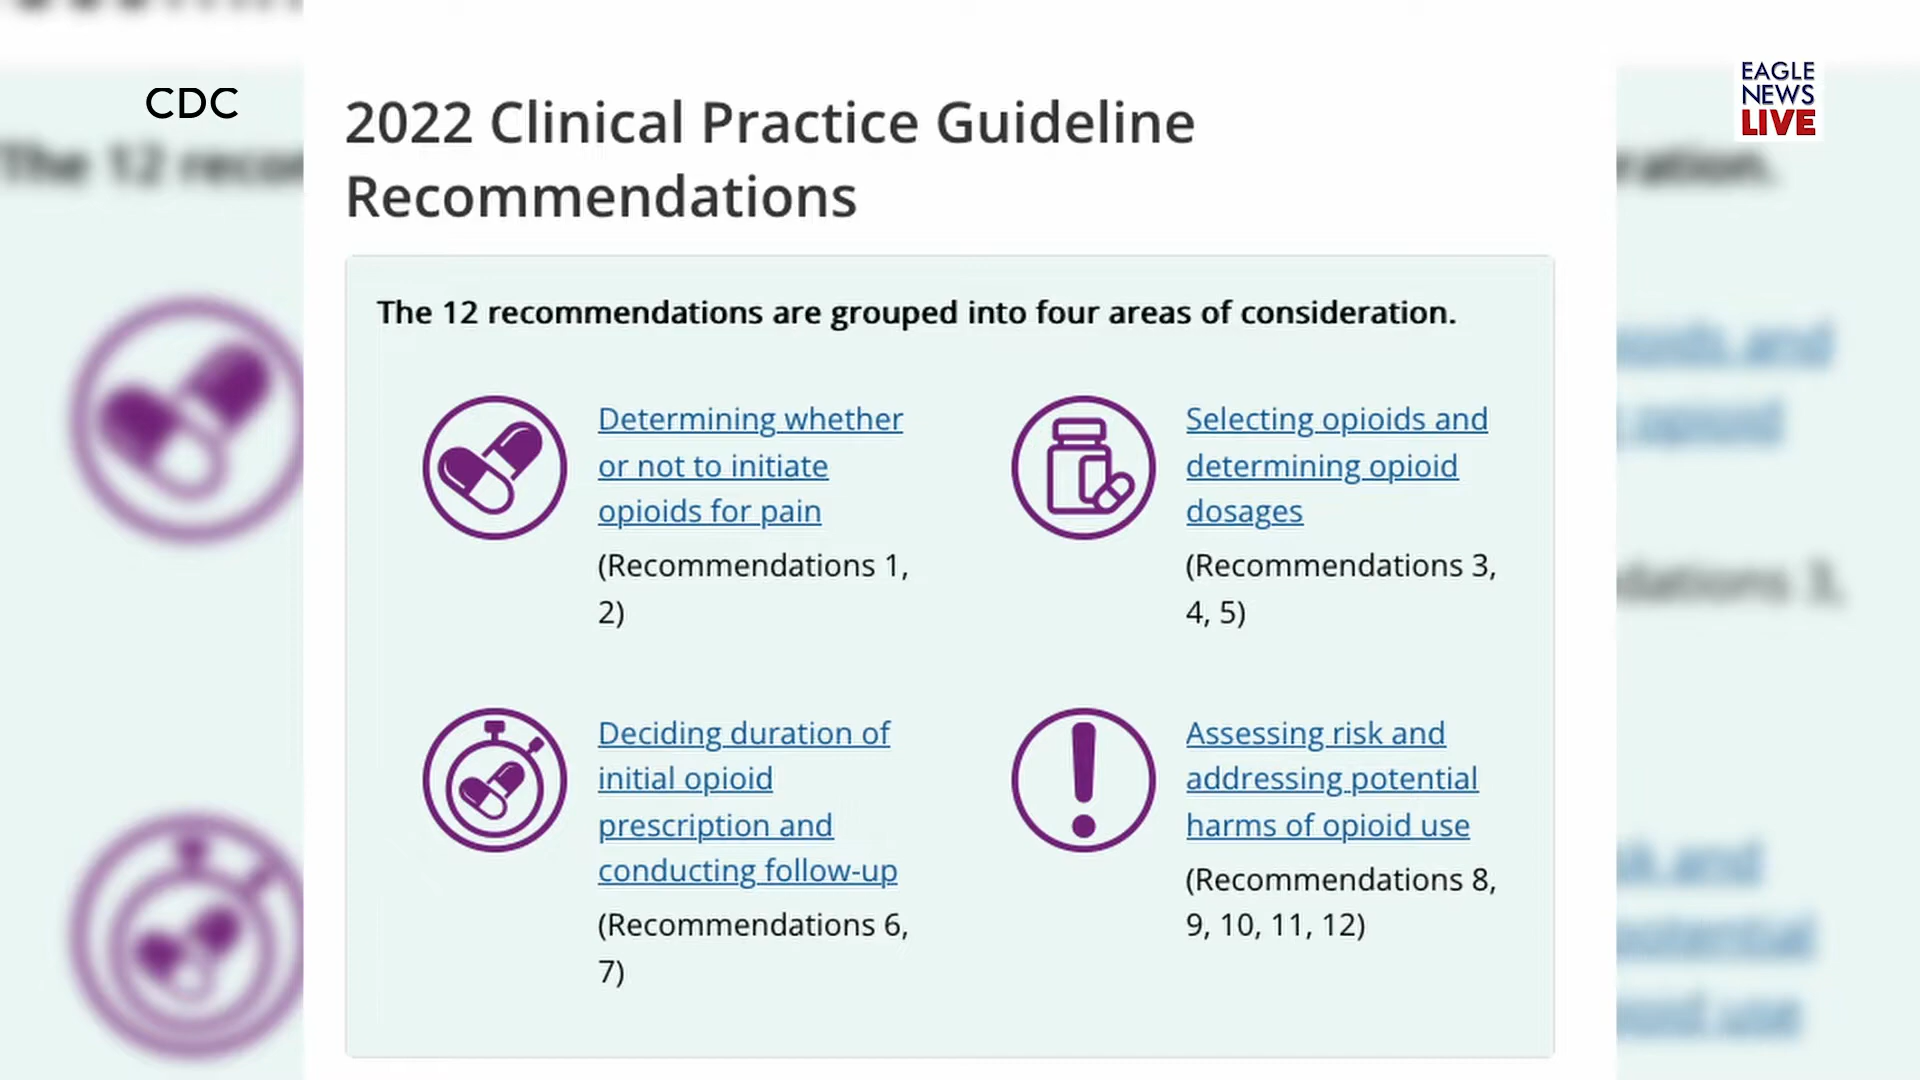 CDC
EAGLE
NEWS
LIVE
2022 Clinical Practice Guideline
Recommendations
The 12 recommendations are grouped into four areas of consideration.
Determining whether
or not to initiate
opioids for pain
(Recommendations 1,
2)
Selecting opioids and
determining opioid
dosages
(Recommendations 3,
4, 5)
Deciding duration of
initial opioid
prescription and
conducting follow-up
(Recommendations 6,
7)
Assessing risk and
addressing potential
harms of opioid use
(Recommendations 8,
9, 10, 11, 12)